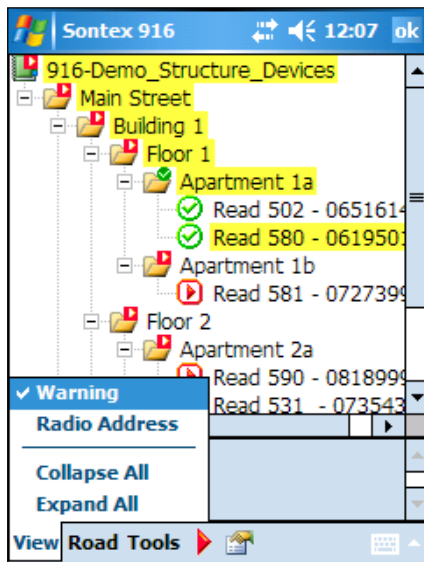 Sontex 916 12:07 ok
916-Demo_Structure_Devices
Main Street
Building 1
Floor 1
Apartment 1a
Read 502 - 0651614
Read 580 - 0619501
Apartment 1b
Read 581 - 0727399
Floor 2
Apartment 2a
Read 590 - 0818999
Read 531 - 073543
Warning
Radio Address
Collapse All
Expand All
View Road Tools